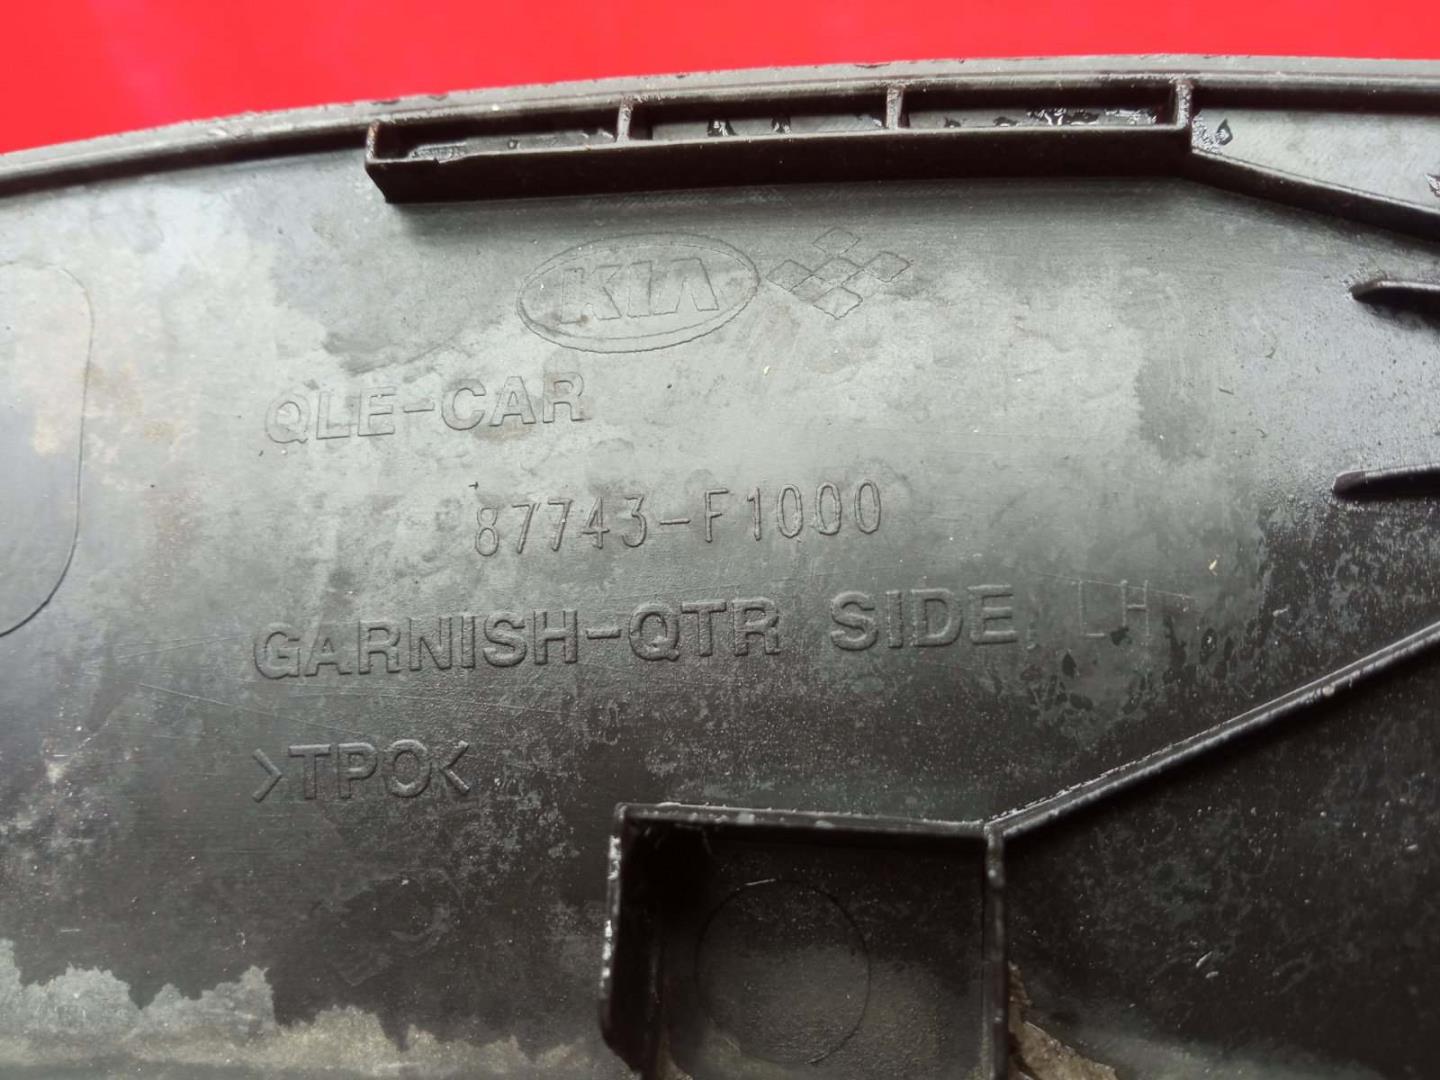 KIA
QLE-CAR
87743-F1000
GARNISH-QTR SIDE LH
>TPO<